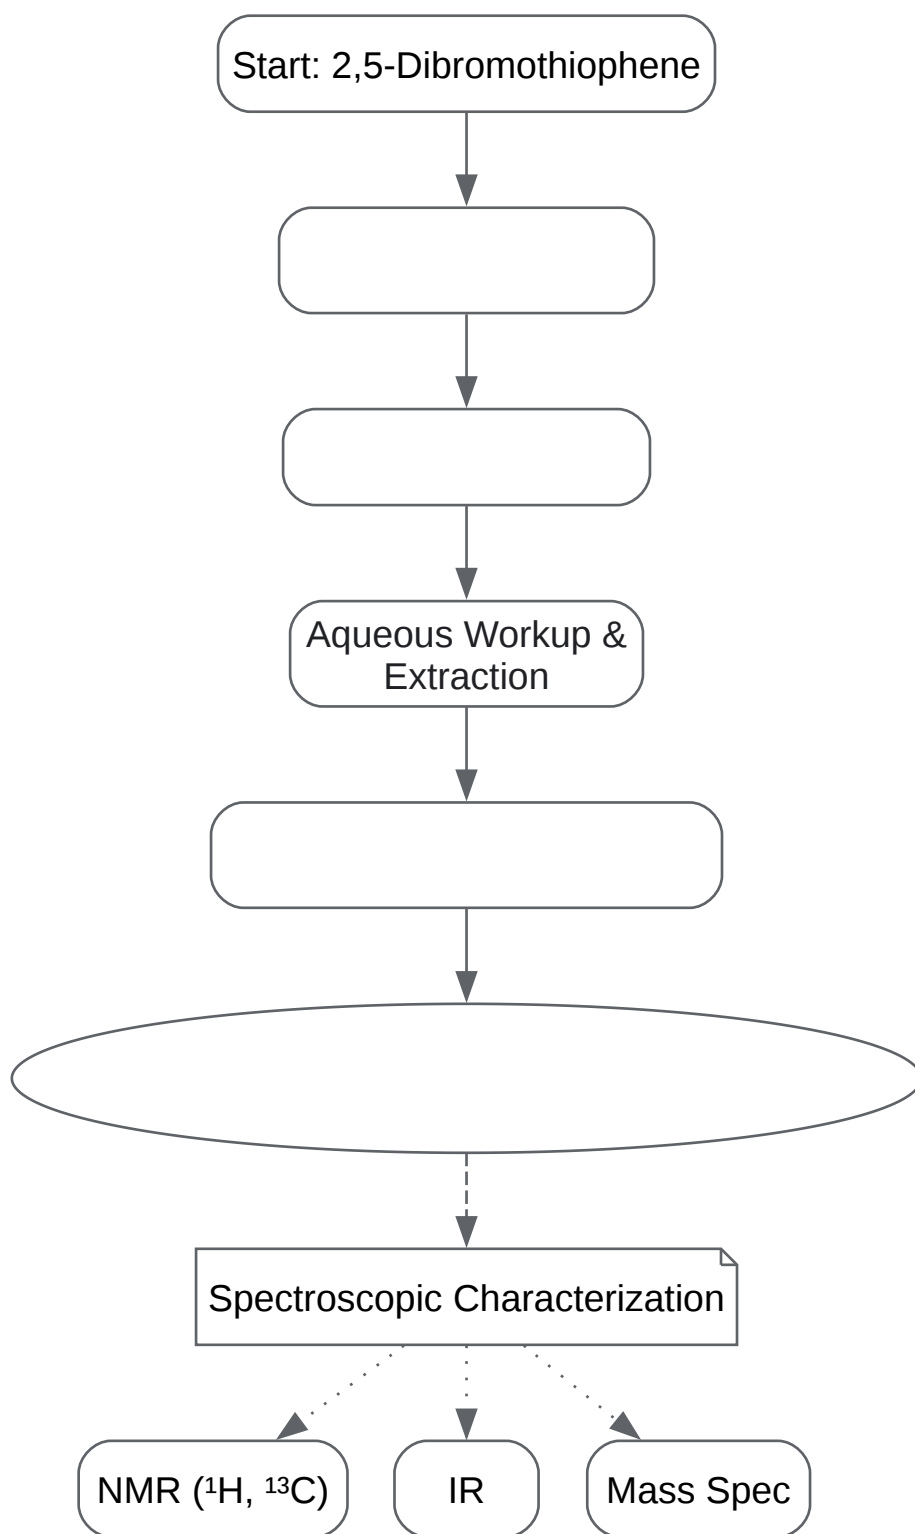 Start: 2,5-Dibromothiophene
Aqueous Workup &
Extraction
Spectroscopic Characterization
NMR (¹H, ¹³C)
IR
Mass Spec